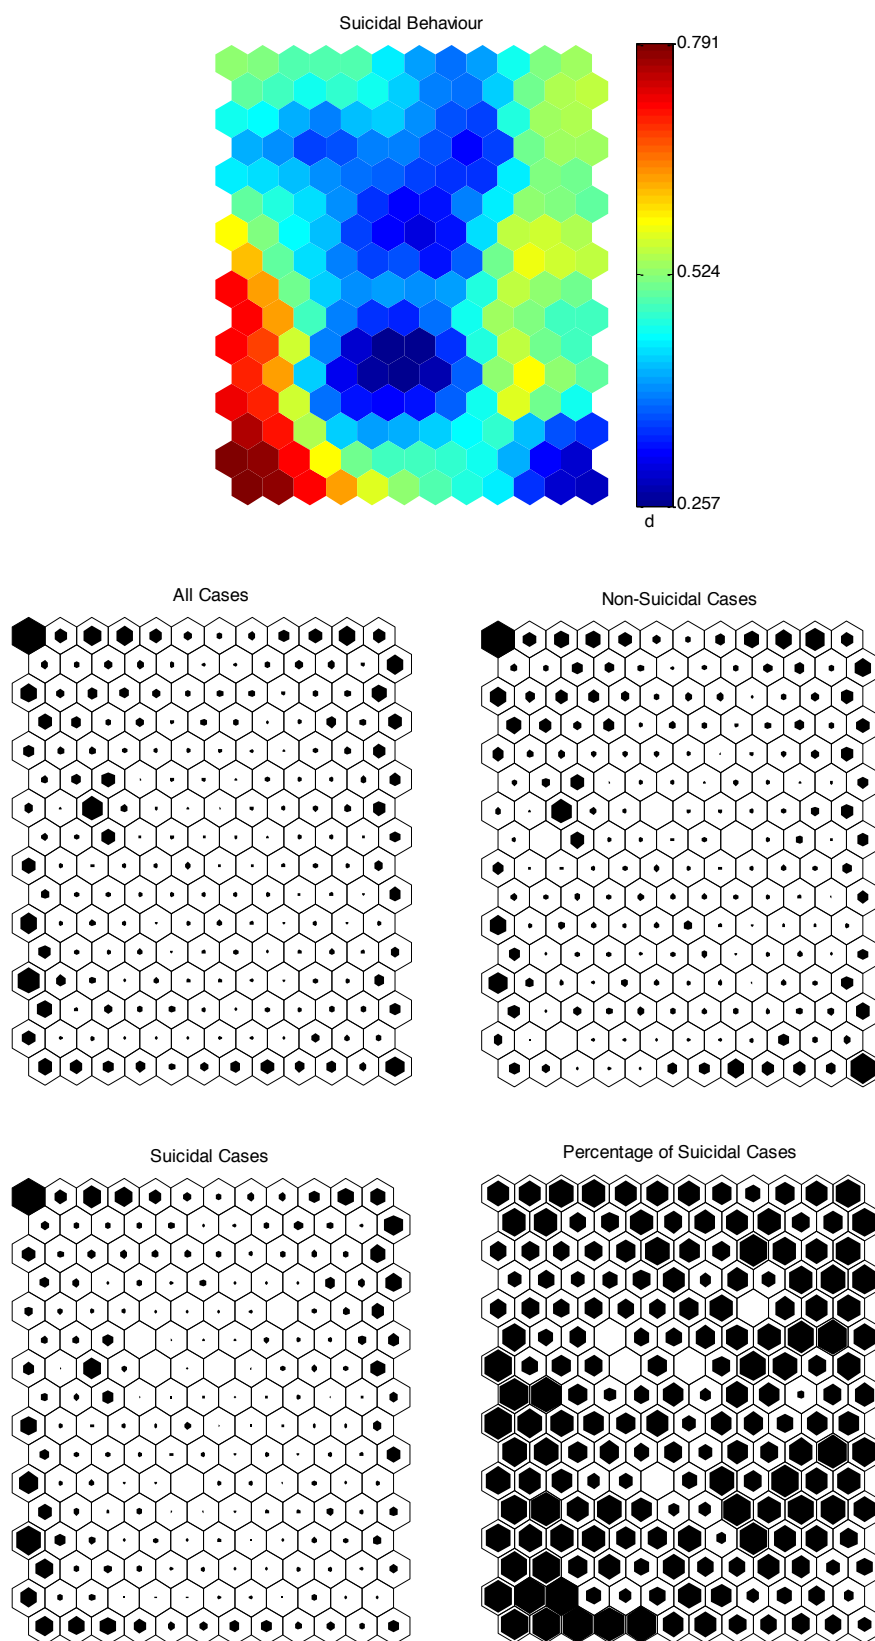 Suicidal Behaviour
0.791
0.524
0.257
d
All Cases
Non-Suicidal Cases
Suicidal Cases
Percentage of Suicidal Cases